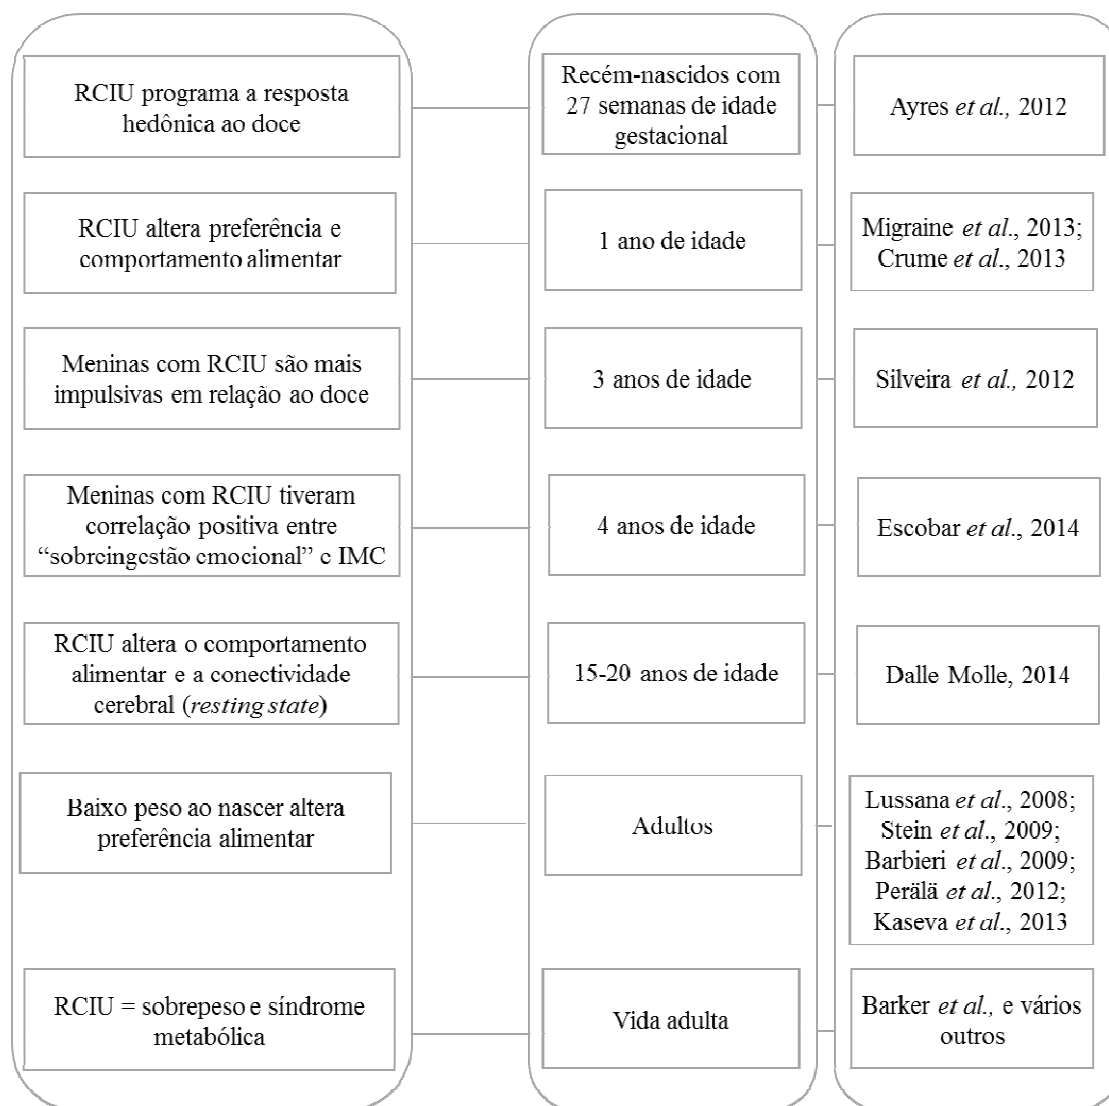 RCIU programa a resposta
hedônica ao doce
Recém-nascidos com
27 semanas de idade
gestacional
Ayres et al., 2012
RCIU altera preferência e
comportamento alimentar
1 ano de idade
Migraine et al., 2013;
Crume et al., 2013
Meninas com RCIU são mais
impulsivas em relação ao doce
3 anos de idade
Silveira et al., 2012
Meninas com RCIU tiveram
correlação positiva entre
“sobreingestão emocional” e IMC
4 anos de idade
Escobar et al., 2014
RCIU altera o comportamento
alimentar e a conectividade
cerebral (resting state)
15-20 anos de idade
Dalle Molle, 2014
Baixo peso ao nascer altera
preferência alimentar
Adultos
Lussana et al., 2008;
Stein et al., 2009;
Barbieri et al., 2009;
Perälä et al., 2012;
Kaseva et al., 2013
RCIU = sobrepeso e síndrome
metabólica
Vida adulta
Barker et al., e vários
outros